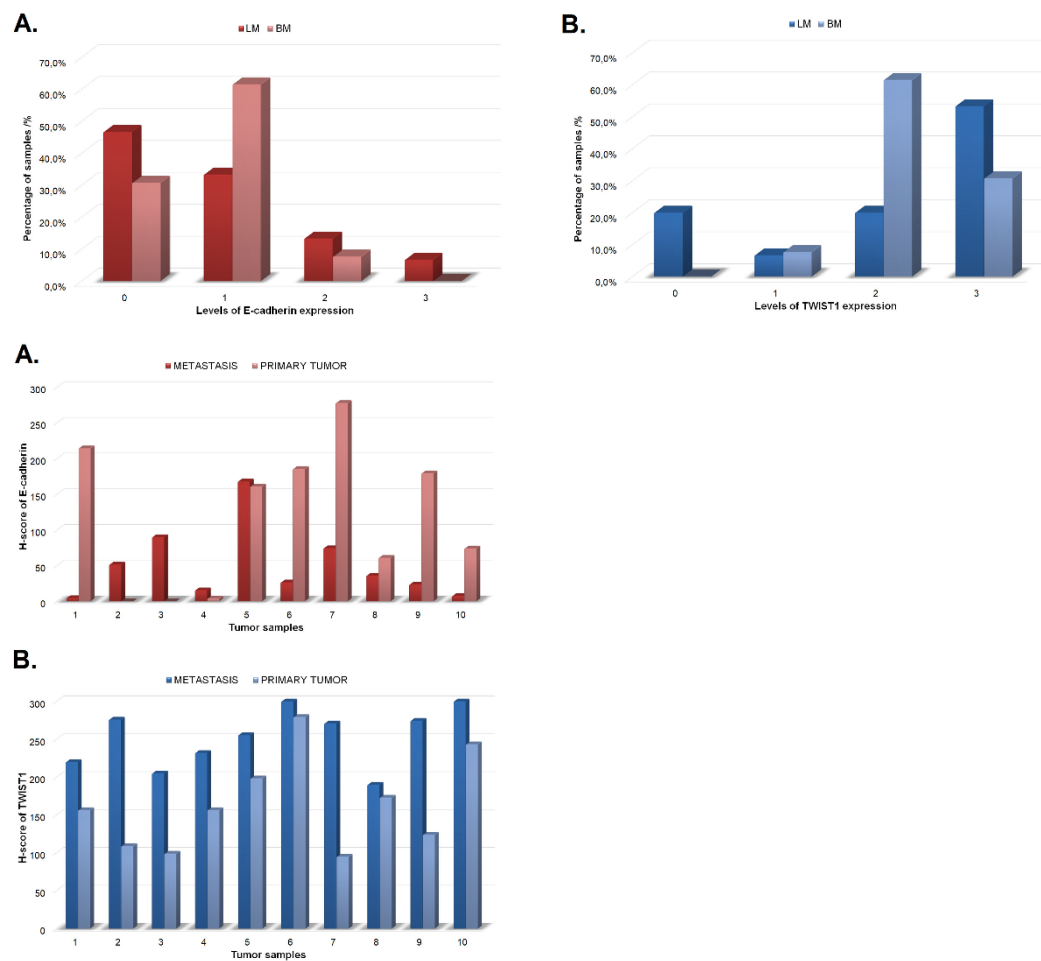 A.
LM BM
Percentage of samples /%
70,0%
60,0%
50,0%
40,0%
30,0%
20,0%
10,0%
0,0%
0 1 2 3
Levels of E-cadherin expression
B.
LM BM
Percentage of samples /%
70,0%
60,0%
50,0%
40,0%
30,0%
20,0%
10,0%
0,0%
0 1 2 3
Levels of TWIST1 expression
A.
METASTASIS PRIMARY TUMOR
H-score of E-cadherin
300
250
200
150
100
50
0
1 2 3 4 5 6 7 8 9 10
Tumor samples
B.
METASTASIS PRIMARY TUMOR
H-score of TWIST1
300
250
200
150
100
50
0
1 2 3 4 5 6 7 8 9 10
Tumor samples